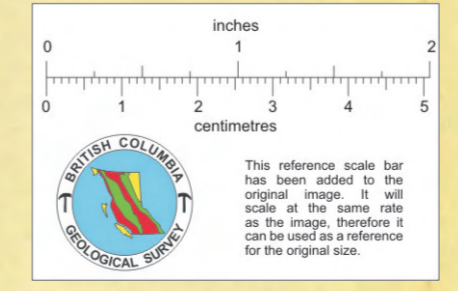 inches
0 1 2
0 1 2 3 4 5
centimetres
BRITISH COLUMBIA
GEOLOGICAL SURVEY
This reference scale bar
has been added to the
original image. It will
scale at the same rate
as the image, therefore it
can be used as a reference
for the original size.